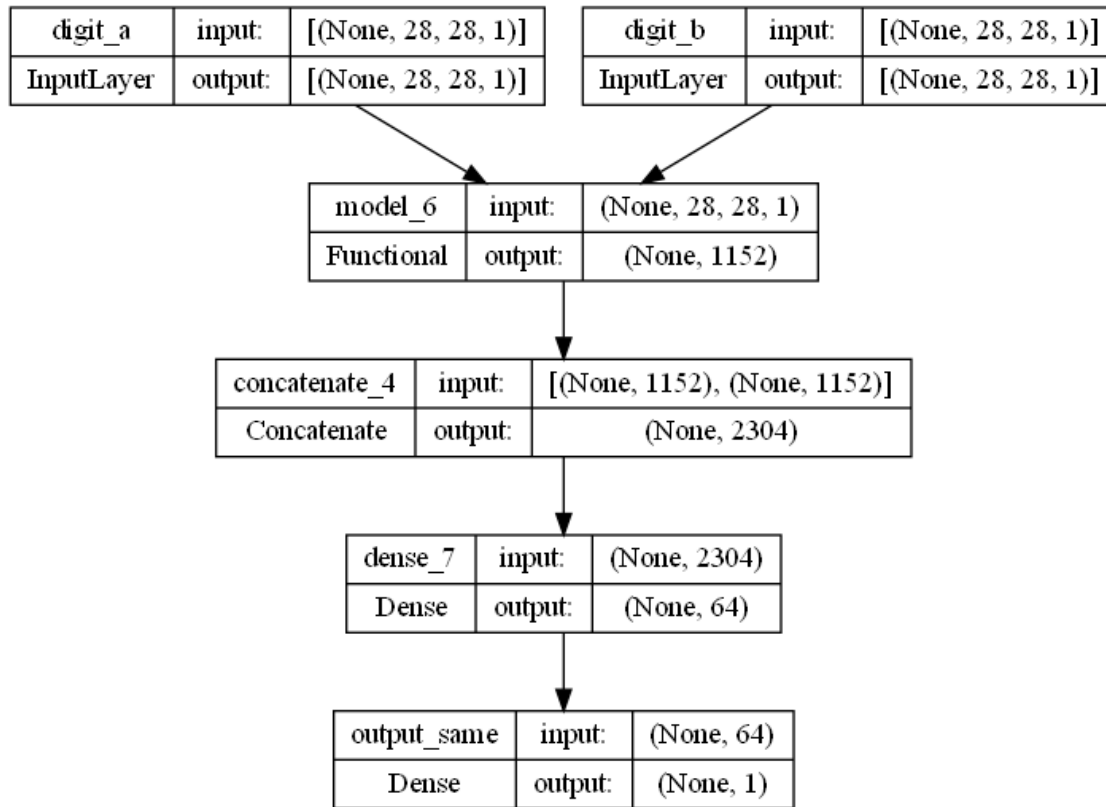 digit_a input: [(None, 28, 28, 1)]
InputLayer output: [(None, 28, 28, 1)]
digit_b input: [(None, 28, 28, 1)]
InputLayer output: [(None, 28, 28, 1)]
model_6 input: (None, 28, 28, 1)
Functional output: (None, 1152)
concatenate_4 input: [(None, 1152), (None, 1152)]
Concatenate output: (None, 2304)
dense_7 input: (None, 2304)
Dense output: (None, 64)
output_same input: (None, 64)
Dense output: (None, 1)